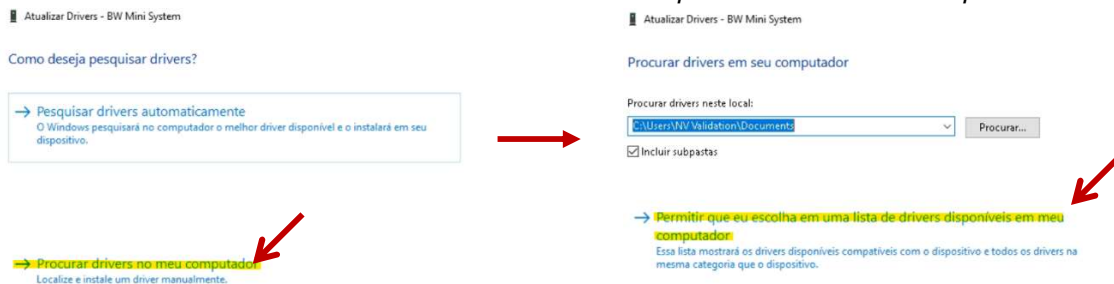 Atualizar Drivers - BW Mini System
Como deseja pesquisar drivers?
→ Pesquisar drivers automaticamente
O Windows pesquisará no computador o melhor driver disponível e o instalará em seu
dispositivo.
→ Procurar drivers no meu computador
Localize e instale um driver manualmente.
Atualizar Drivers - BW Mini System
Procurar drivers em seu computador
Procurar drivers neste local:
C:\Users\NV Validation\Documents
Procurar...
Incluir subpastas
→ Permitir que eu escolha em uma lista de drivers disponíveis em meu
computador
Essa lista mostrará os drivers disponíveis compatíveis com o dispositivo e todos os drivers na
mesma categoria que o dispositivo.